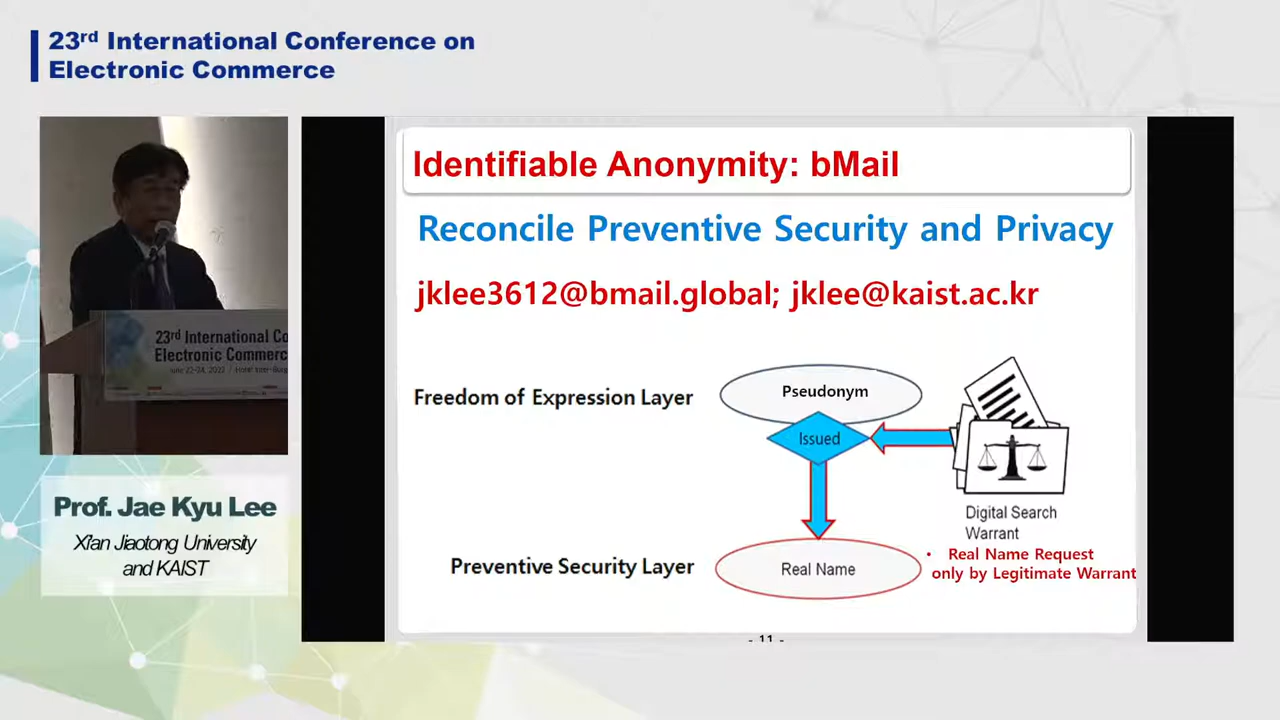 23rd International Conference on
Electronic Commerce
Identifiable Anonymity: bMail
Reconcile Preventive Security and Privacy
jklee3612@bmail.global; jklee@kaist.ac.kr
Freedom of Expression Layer
Pseudonym
Issued
Digital Search
Warrant
• Real Name Request
only by Legitimate Warrant
Preventive Security Layer
Real Name
- 11 -
23rd International Co
Electronic Commerc
Prof. Jae Kyu Lee
Xi'an Jiaotong University
and KAIST